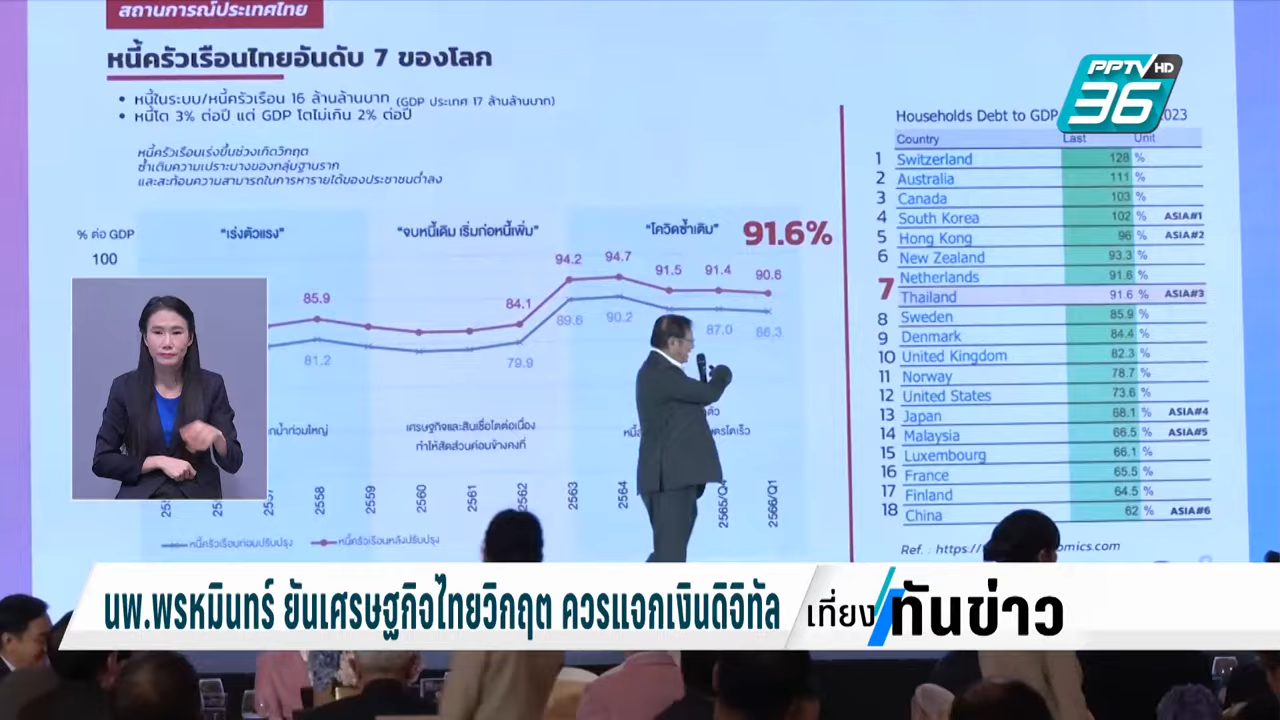 สถานการณ์ประเทศไทย
หนี้ครัวเรือนไทยอันดับ 7 ของโลก
• หนี้ในระบบ/หนี้ครัวเรือน 16 ล้านล้านบาท (GDP ประเทศ 17 ล้านล้านบาท)
• หนี้โต 3% ต่อปี แต่ GDP โตไม่เกิน 2% ต่อปี
หนี้ครัวเรือนเร่งขึ้นช่วงเกิดวิกฤต
ซ้ำเติมความเปราะบางของกลุ่มฐานราก
และสะท้อนความสามารถในการหารายได้ของประชาชนต่ำลง
% ต่อ GDP
100
“เร่งตัวแรง”
“จบหนี้เดิม เริ่มก่อหนี้เพิ่ม”
“โควิดซ้ำเติม”
91.6%
85.9
84.1
94.2
94.7
91.5
91.4
90.6
81.2
79.9
89.6
90.2
87.0
86.3
น้ำท่วมใหญ่
เศรษฐกิจและสินเชื่อโตต่อเนื่อง
ทำให้สัดส่วนค่อนข้างคงที่
2558
2559
2560
2561
2562
2563
2564
2565/Q4
2566/Q1
หนี้ครัวเรือนก่อนปรับปรุง
หนี้ครัวเรือนหลังปรับปรุง
PPTV HD
36
Households Debt to GDP 2023
Country Last Unit
1 Switzerland 128 %
2 Australia 111 %
3 Canada 103 %
4 South Korea 102 % ASIA#1
5 Hong Kong 96 % ASIA#2
6 New Zealand 93.3 %
Netherlands 91.6 %
7 Thailand 91.6 % ASIA#3
8 Sweden 85.9 %
9 Denmark 84.4 %
10 United Kingdom 82.3 %
11 Norway 78.7 %
12 United States 73.6 %
13 Japan 68.1 % ASIA#4
14 Malaysia 66.5 % ASIA#5
15 Luxembourg 66.1 %
16 France 65.5 %
17 Finland 64.5 %
18 China 62 % ASIA#6
Ref. : https:// omics.com
นพ.พรหมินทร์ ยันเศรษฐกิจไทยวิกฤต ควรแจกเงินดิจิทัล
เที่ยงทันข่าว